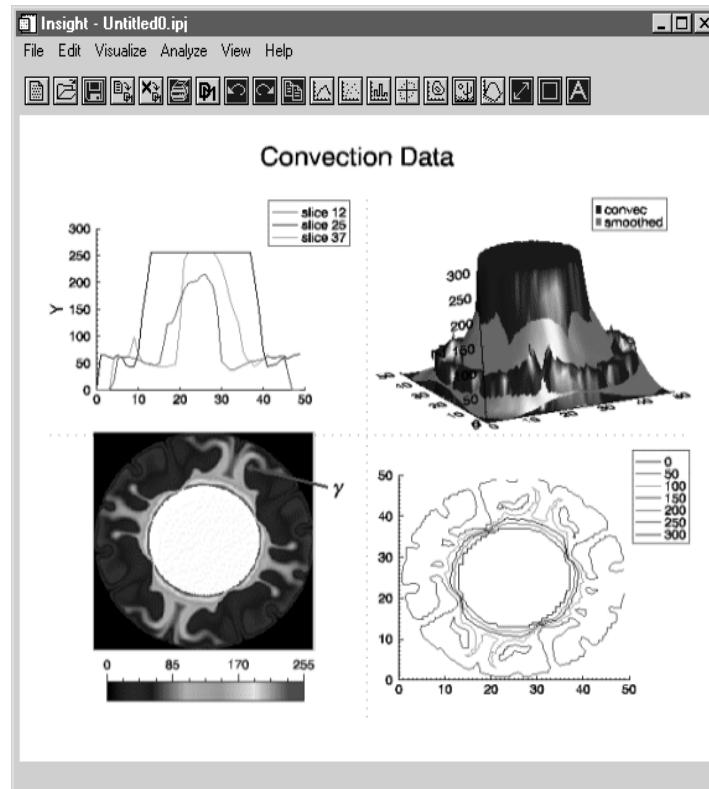 Insight - Untitled0.ipj
File Edit Visualize Analyze View Help
Convection Data
slice 12
slice 25
slice 37
300
250
200
150
100
50
0
Y
0 10 20 30 40 50
convec
smoothed
300
250
200
150
100
50
0
γ
0 85 170 255
0
50
100
150
200
250
300
50
40
30
20
10
0
0 10 20 30 40 50